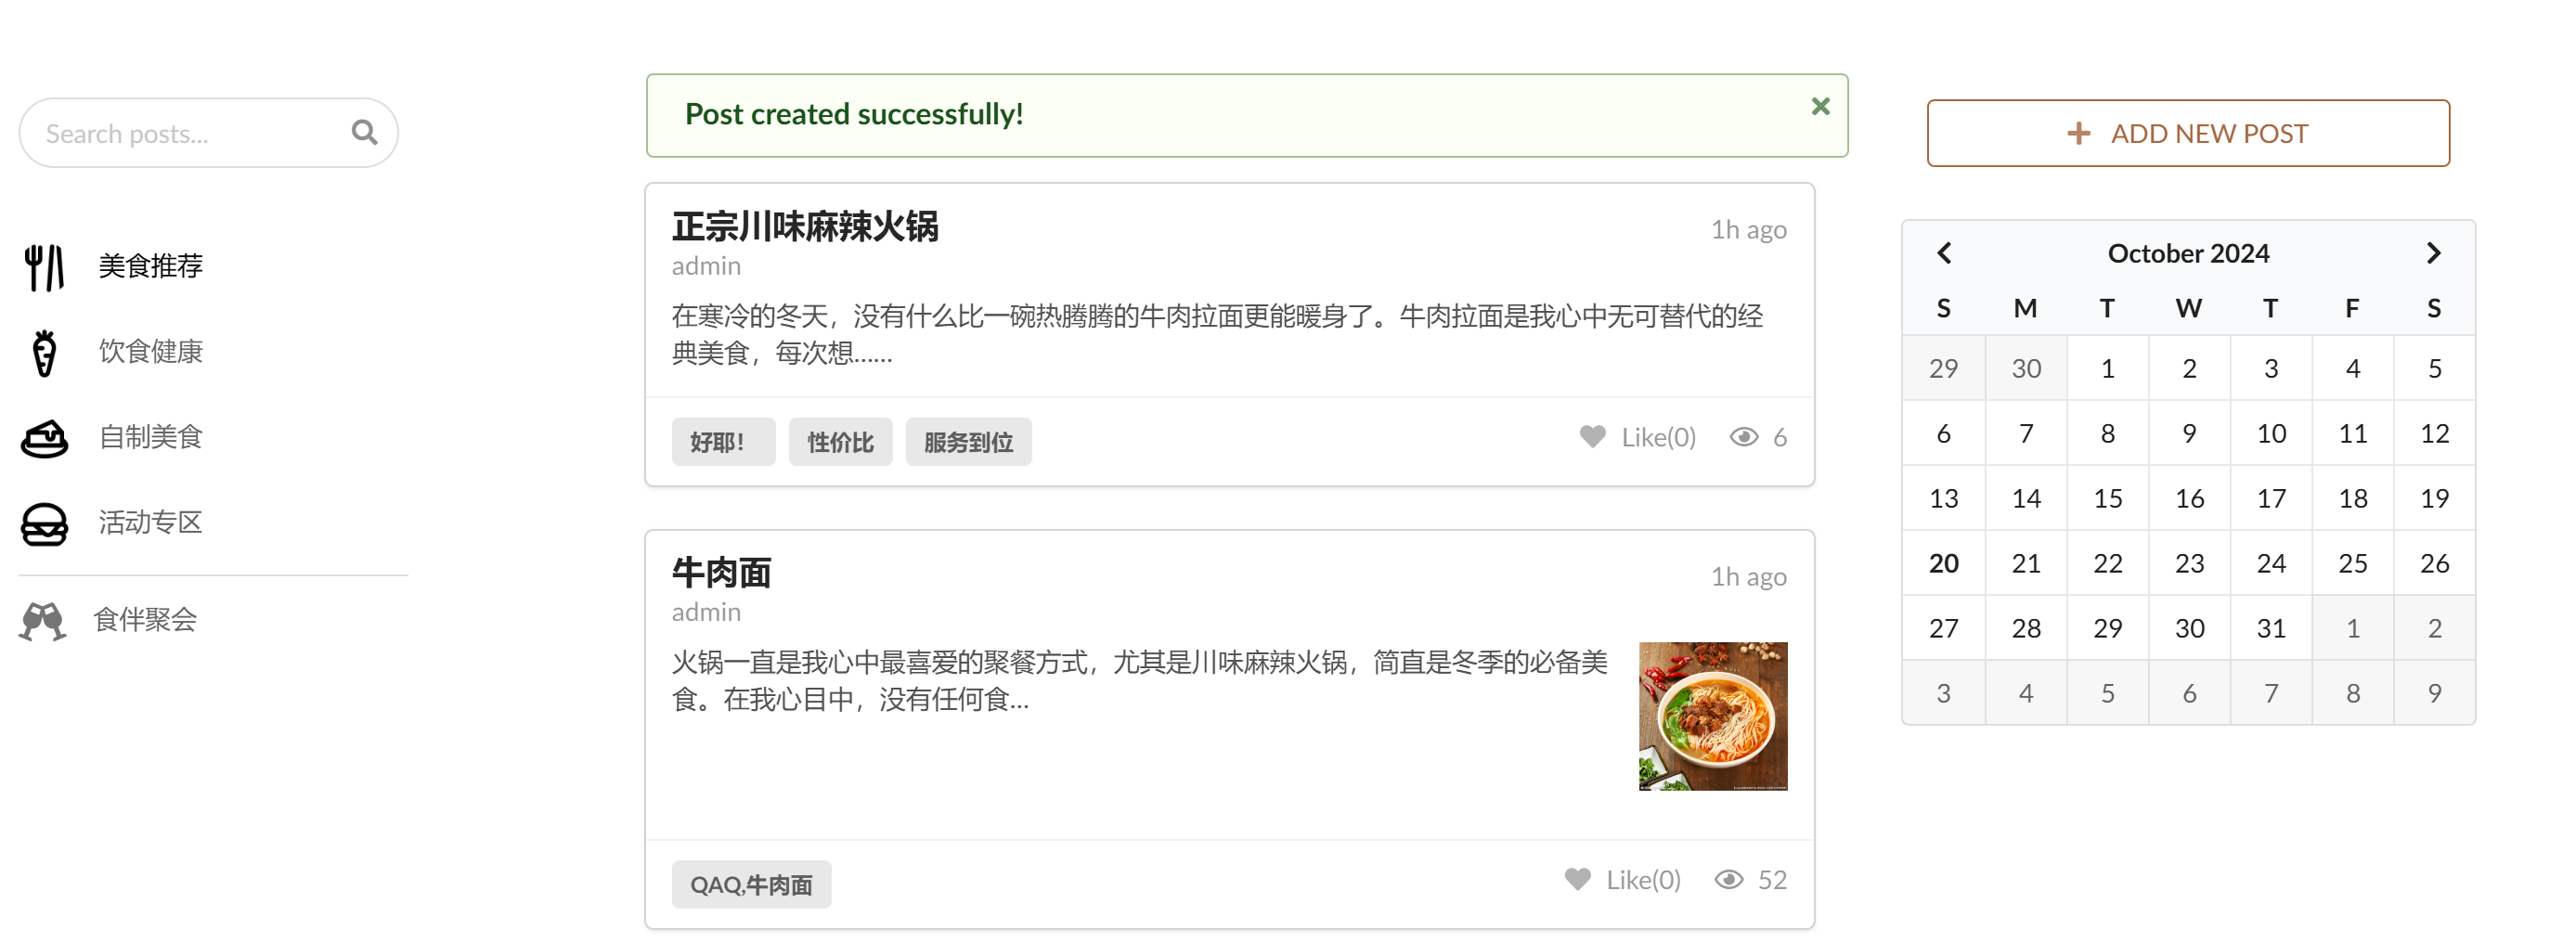 Search posts...
美食推荐
饮食健康
自制美食
活动专区
食伴聚会
Post created successfully!
正宗川味麻辣火锅
1h ago
admin
在寒冷的冬天，没有什么比一碗热腾腾的牛肉拉面更能暖身了。牛肉拉面是我心中无可替代的经
典美食，每次想......
好耶！ 性价比 服务到位
Like(0) 6
牛肉面
1h ago
admin
火锅一直是我心中最喜爱的聚餐方式，尤其是川味麻辣火锅，简直是冬季的必备美
食。在我心目中，没有任何食...
QAQ,牛肉面
Like(0) 52
ADD NEW POST
October 2024
S M T W T F S
29 30 1 2 3 4 5
6 7 8 9 10 11 12
13 14 15 16 17 18 19
20 21 22 23 24 25 26
27 28 29 30 31 1 2
3 4 5 6 7 8 9